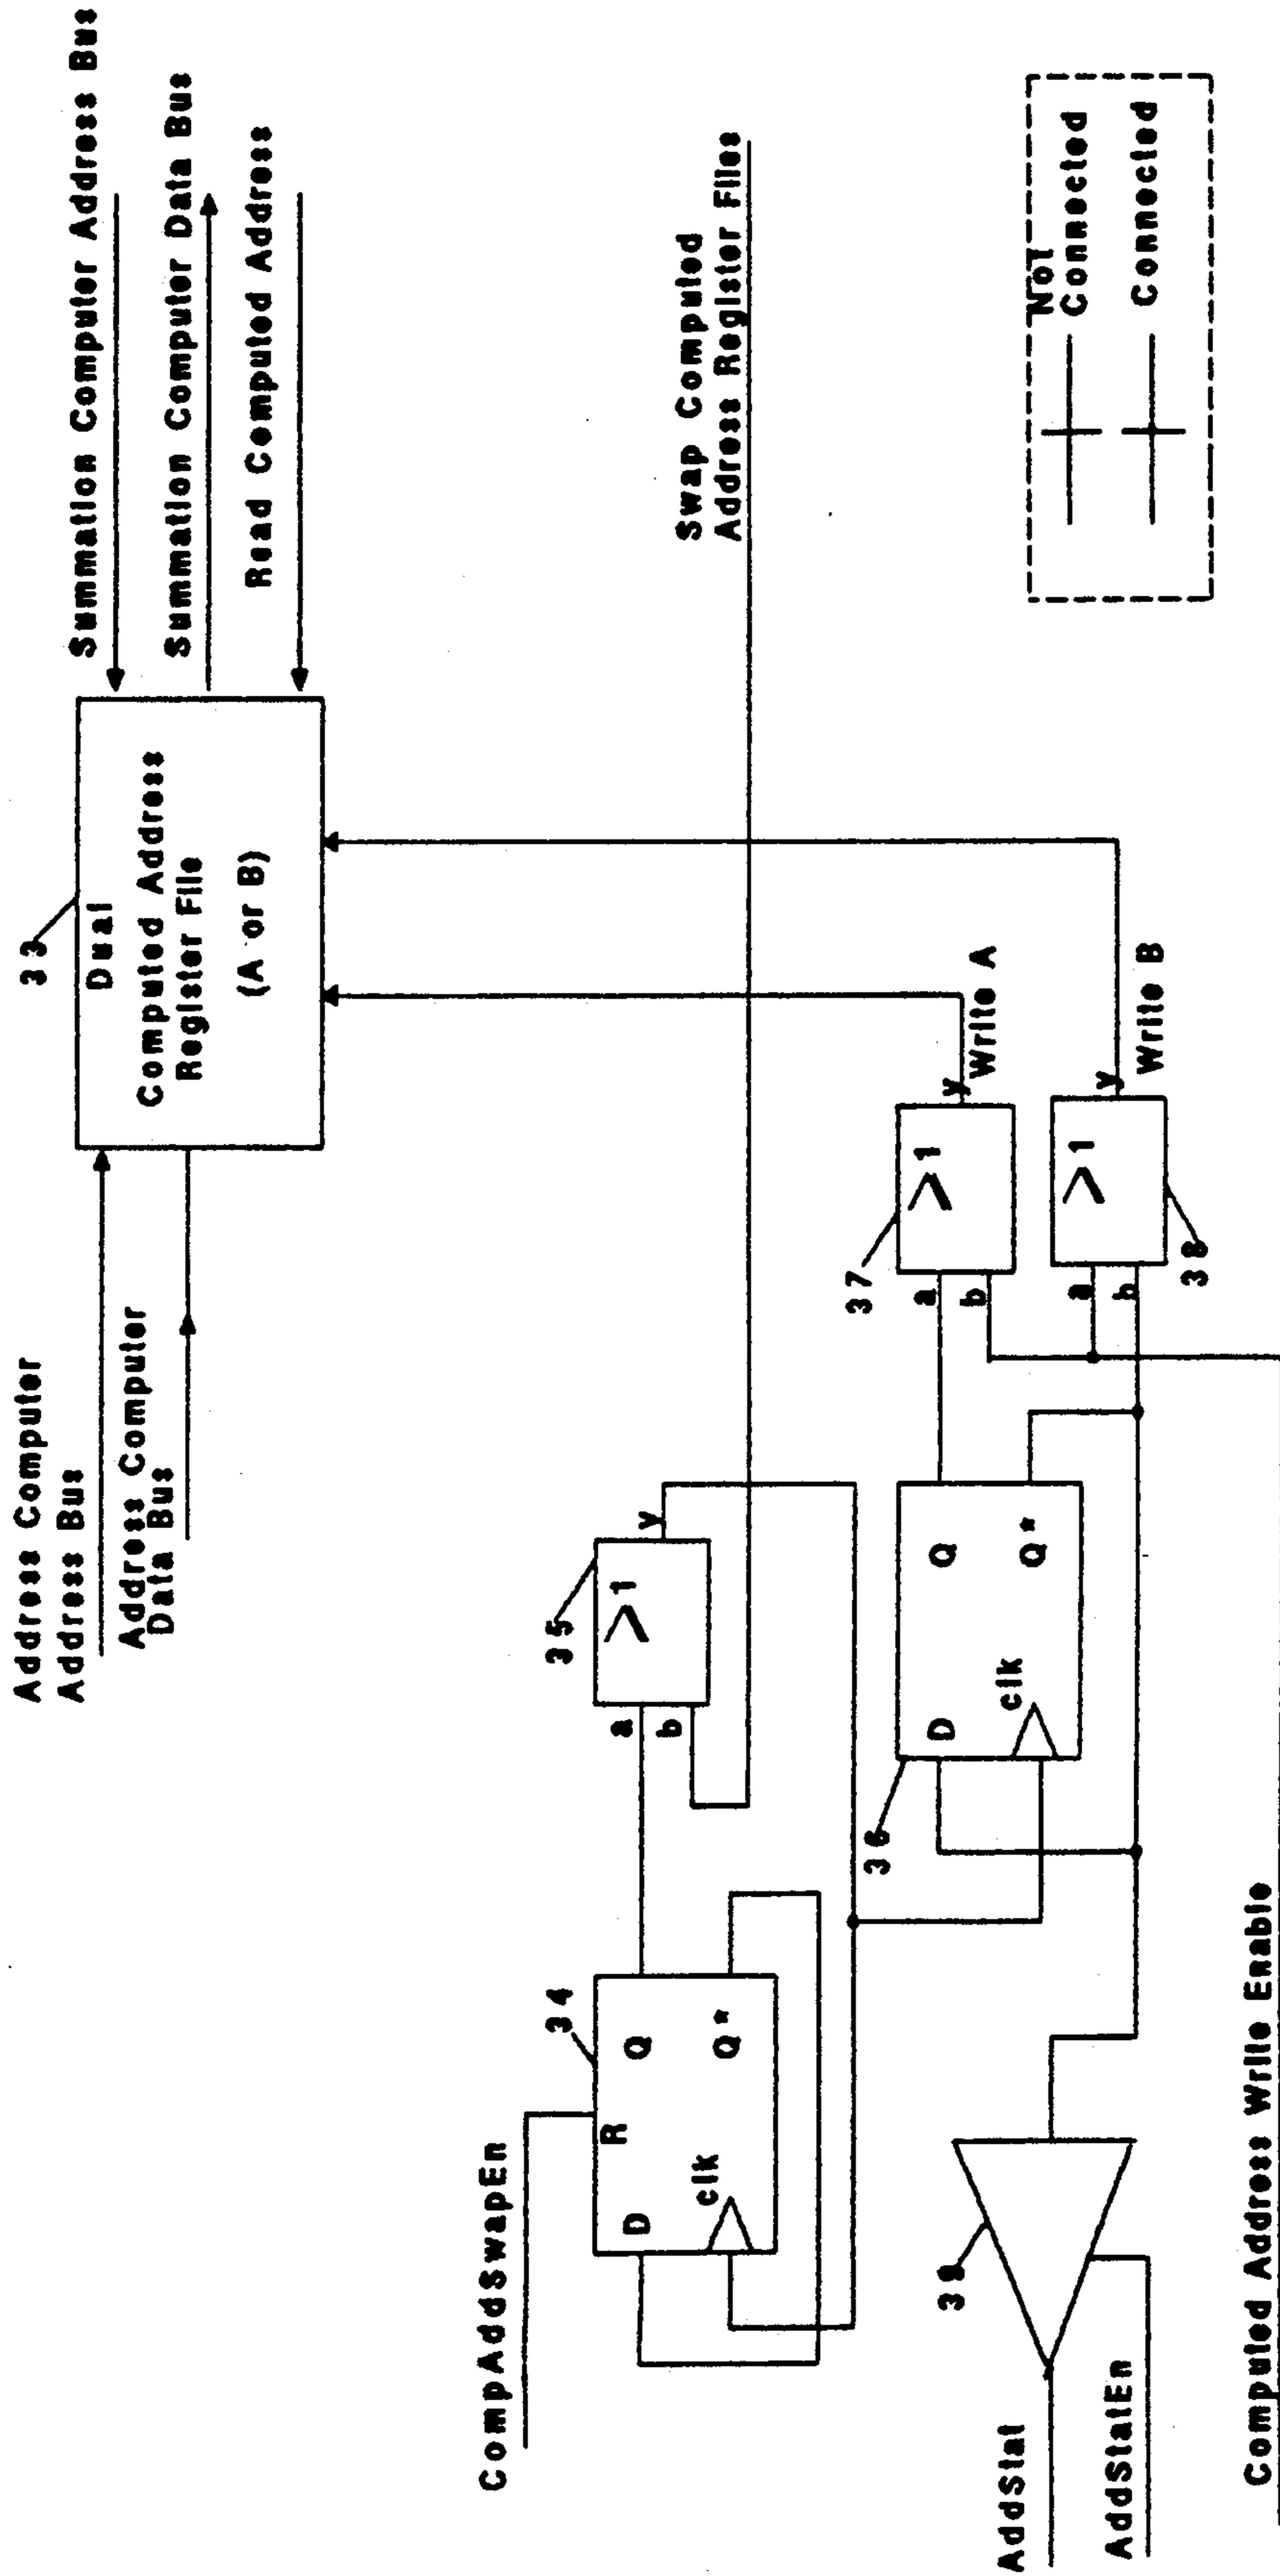 33
Dual
Computed Address
Register File
(A or B)
Address Computer
Address Bus
Address Computer
Data Bus
Summation Computer Address Bus
Summation Computer Data Bus
Read Computed Address
CompAddSwapEn
34
R
D
Q
clk
Q*
35
a
b
>1
y
Swap Computed
Address Register Files
36
D
Q
clk
Q*
37
a
b
>1
y
Write A
a
b
>1
y
Write B
38
39
AddStat
AddStatEn
Computed Address Write Enable
Not
Connected
Connected